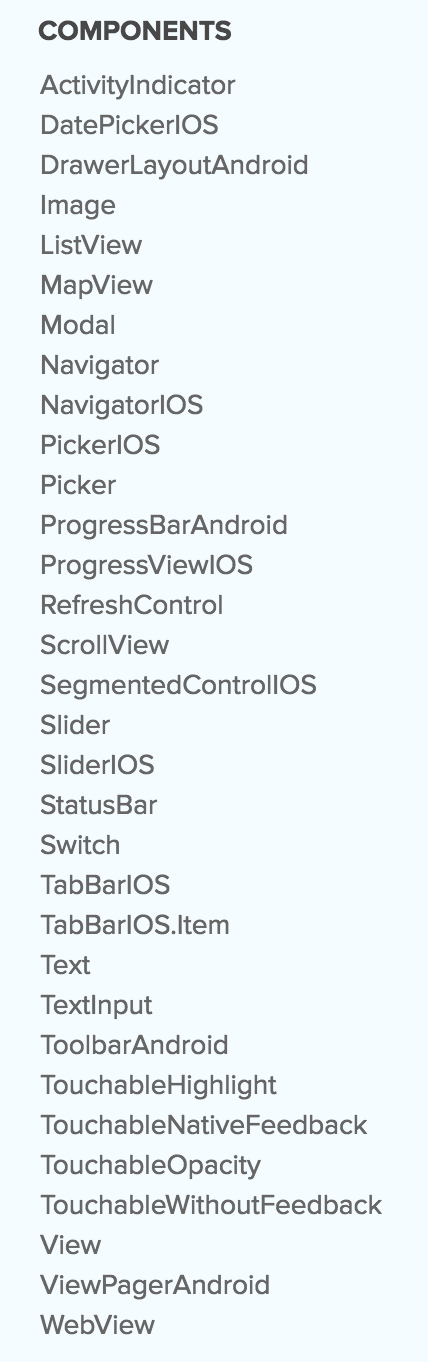 COMPONENTS
ActivityIndicator
DatePickerIOS
DrawerLayoutAndroid
Image
ListView
MapView
Modal
Navigator
NavigatorIOS
PickerIOS
Picker
ProgressBarAndroid
ProgressViewIOS
RefreshControl
ScrollView
SegmentedControlIOS
Slider
SliderIOS
StatusBar
Switch
TabBarIOS
TabBarIOS.Item
Text
TextInput
ToolbarAndroid
TouchableHighlight
TouchableNativeFeedback
TouchableOpacity
TouchableWithoutFeedback
View
ViewPagerAndroid
WebView